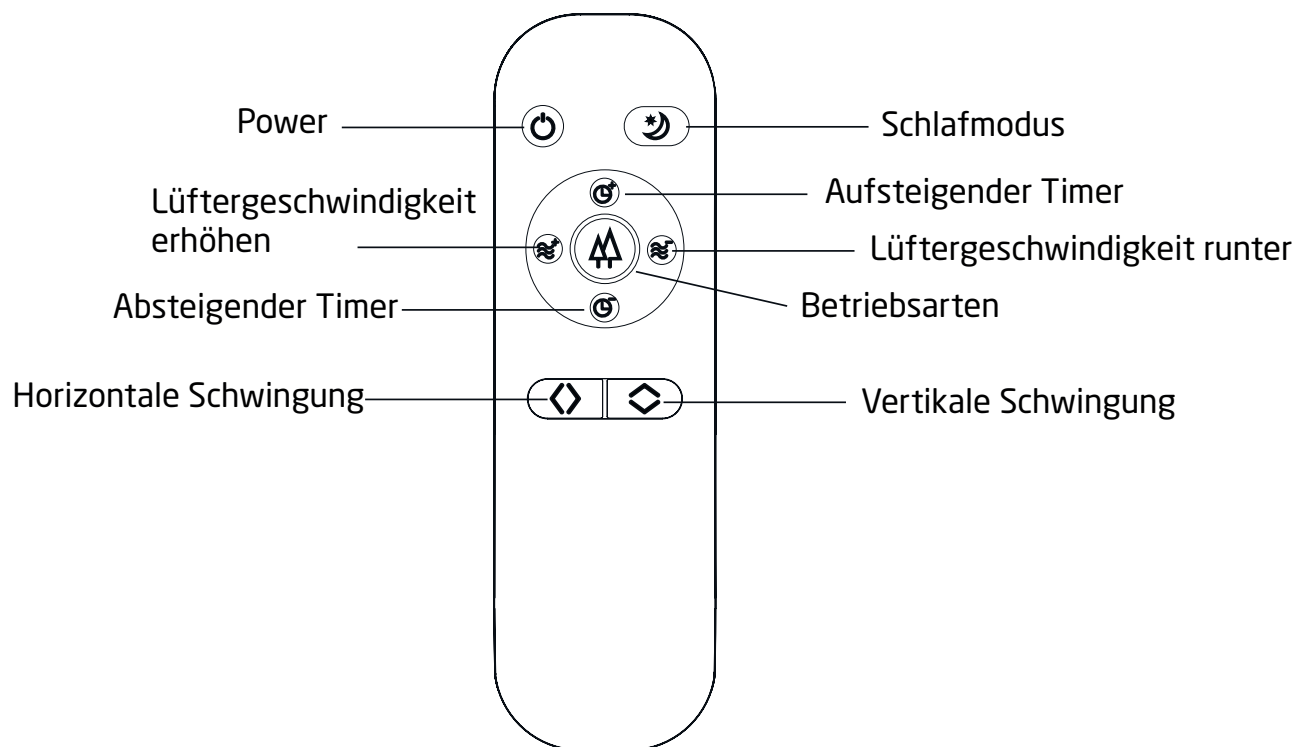 Power
Schlafmodus
Aufsteigender Timer
Lüftergeschwindigkeit
erhöhen
Lüftergeschwindigkeit runter
Absteigender Timer
Betriebsarten
Horizontale Schwingung
Vertikale Schwingung